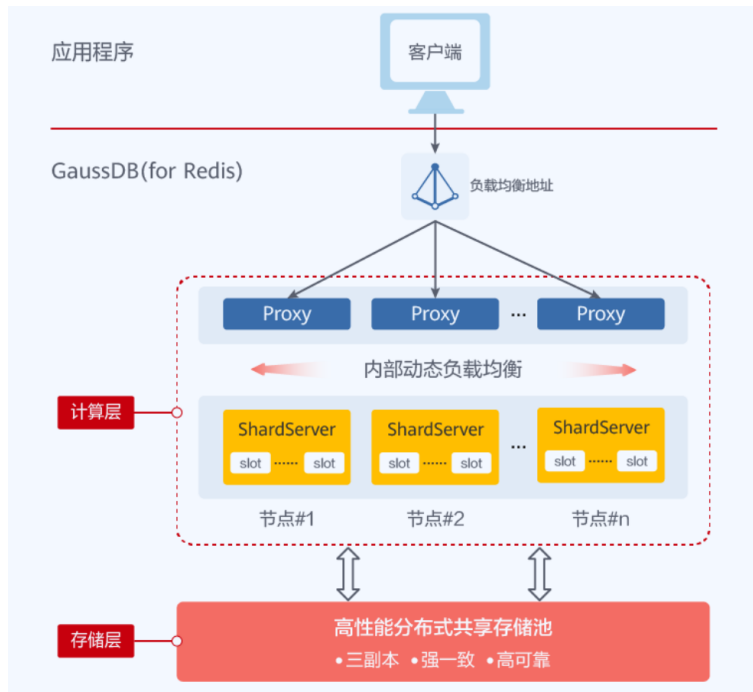 应用程序
客户端
GaussDB(for Redis)
负载均衡地址
Proxy Proxy ... Proxy
内部动态负载均衡
计算层
ShardServer ShardServer ... ShardServer
slot ...... slot slot ...... slot slot ...... slot
节点#1 节点#2 节点#n
高性能分布式共享存储池
存储层
•三副本 •强一致 •高可靠